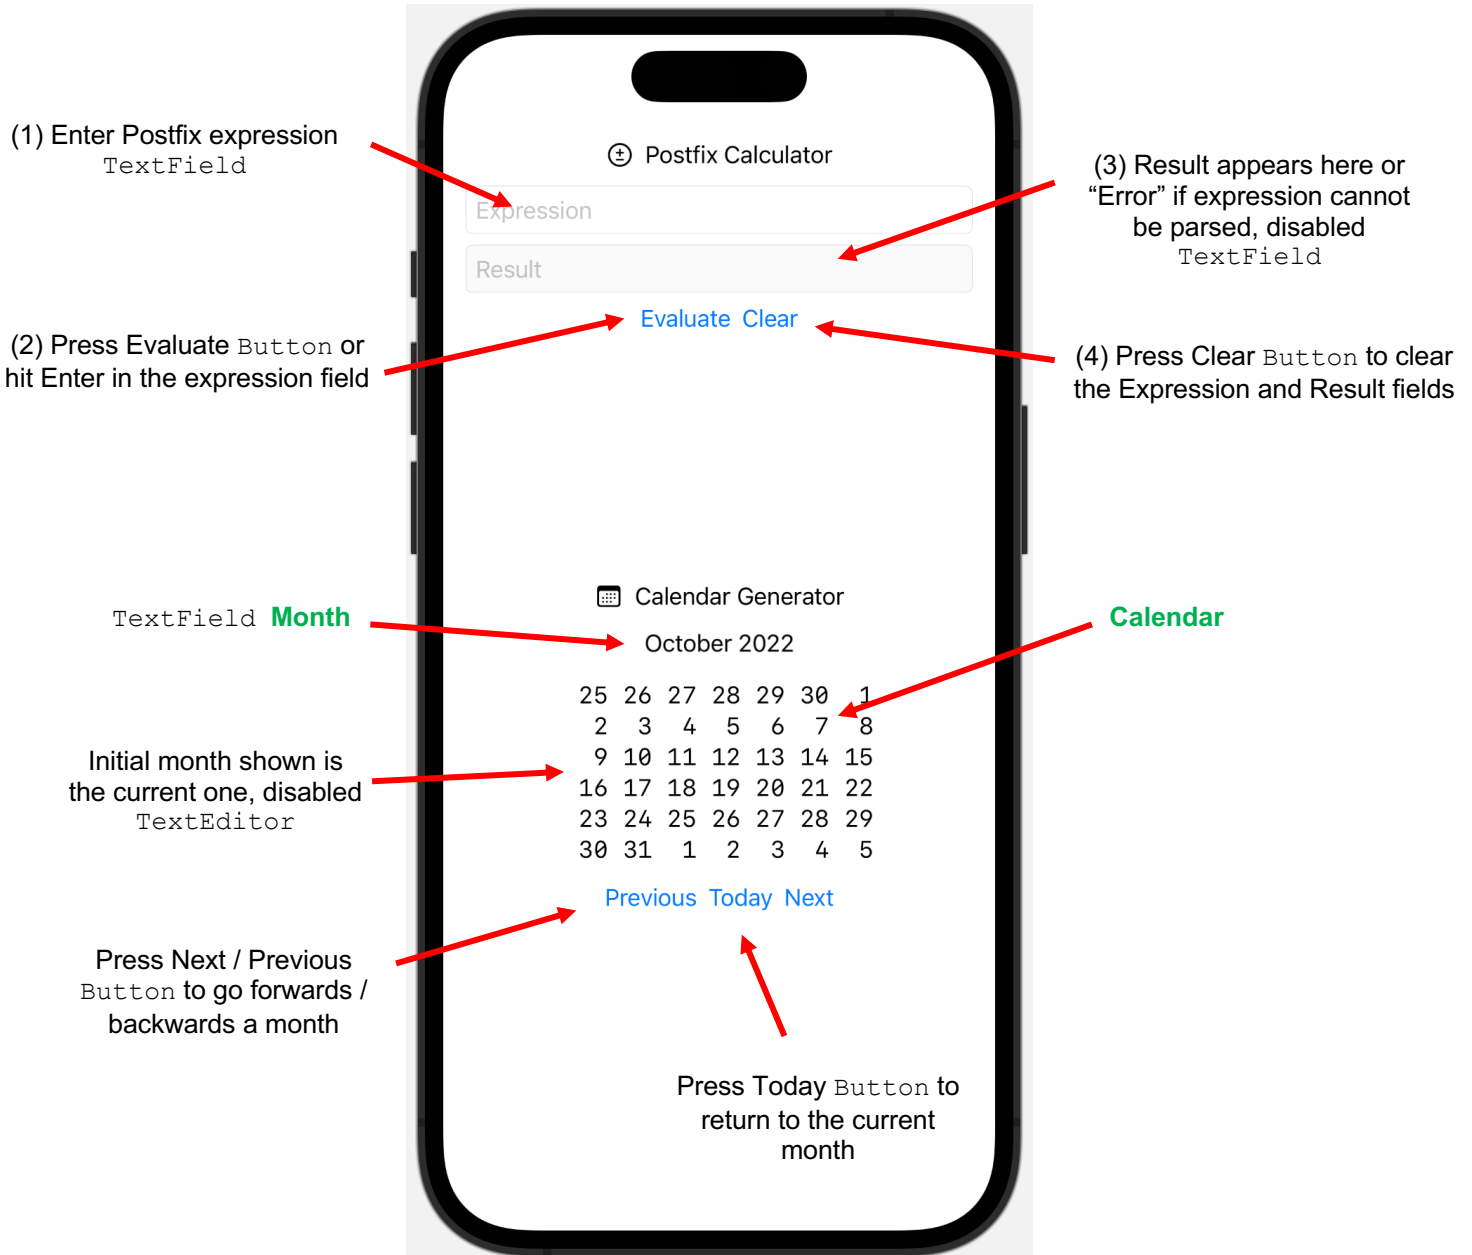 (1) Enter Postfix expression
TextField
Postfix Calculator
Expression
Result
Evaluate Clear
(3) Result appears here or
“Error” if expression cannot
be parsed, disabled
TextField
(2) Press Evaluate Button or
hit Enter in the expression field
(4) Press Clear Button to clear
the Expression and Result fields
Calendar Generator
TextField Month
October 2022
Calendar
25 26 27 28 29 30 1
2 3 4 5 6 7 8
9 10 11 12 13 14 15
16 17 18 19 20 21 22
23 24 25 26 27 28 29
30 31 1 2 3 4 5
Initial month shown is
the current one, disabled
TextEditor
Previous Today Next
Press Next / Previous
Button to go forwards /
backwards a month
Press Today Button to
return to the current
month